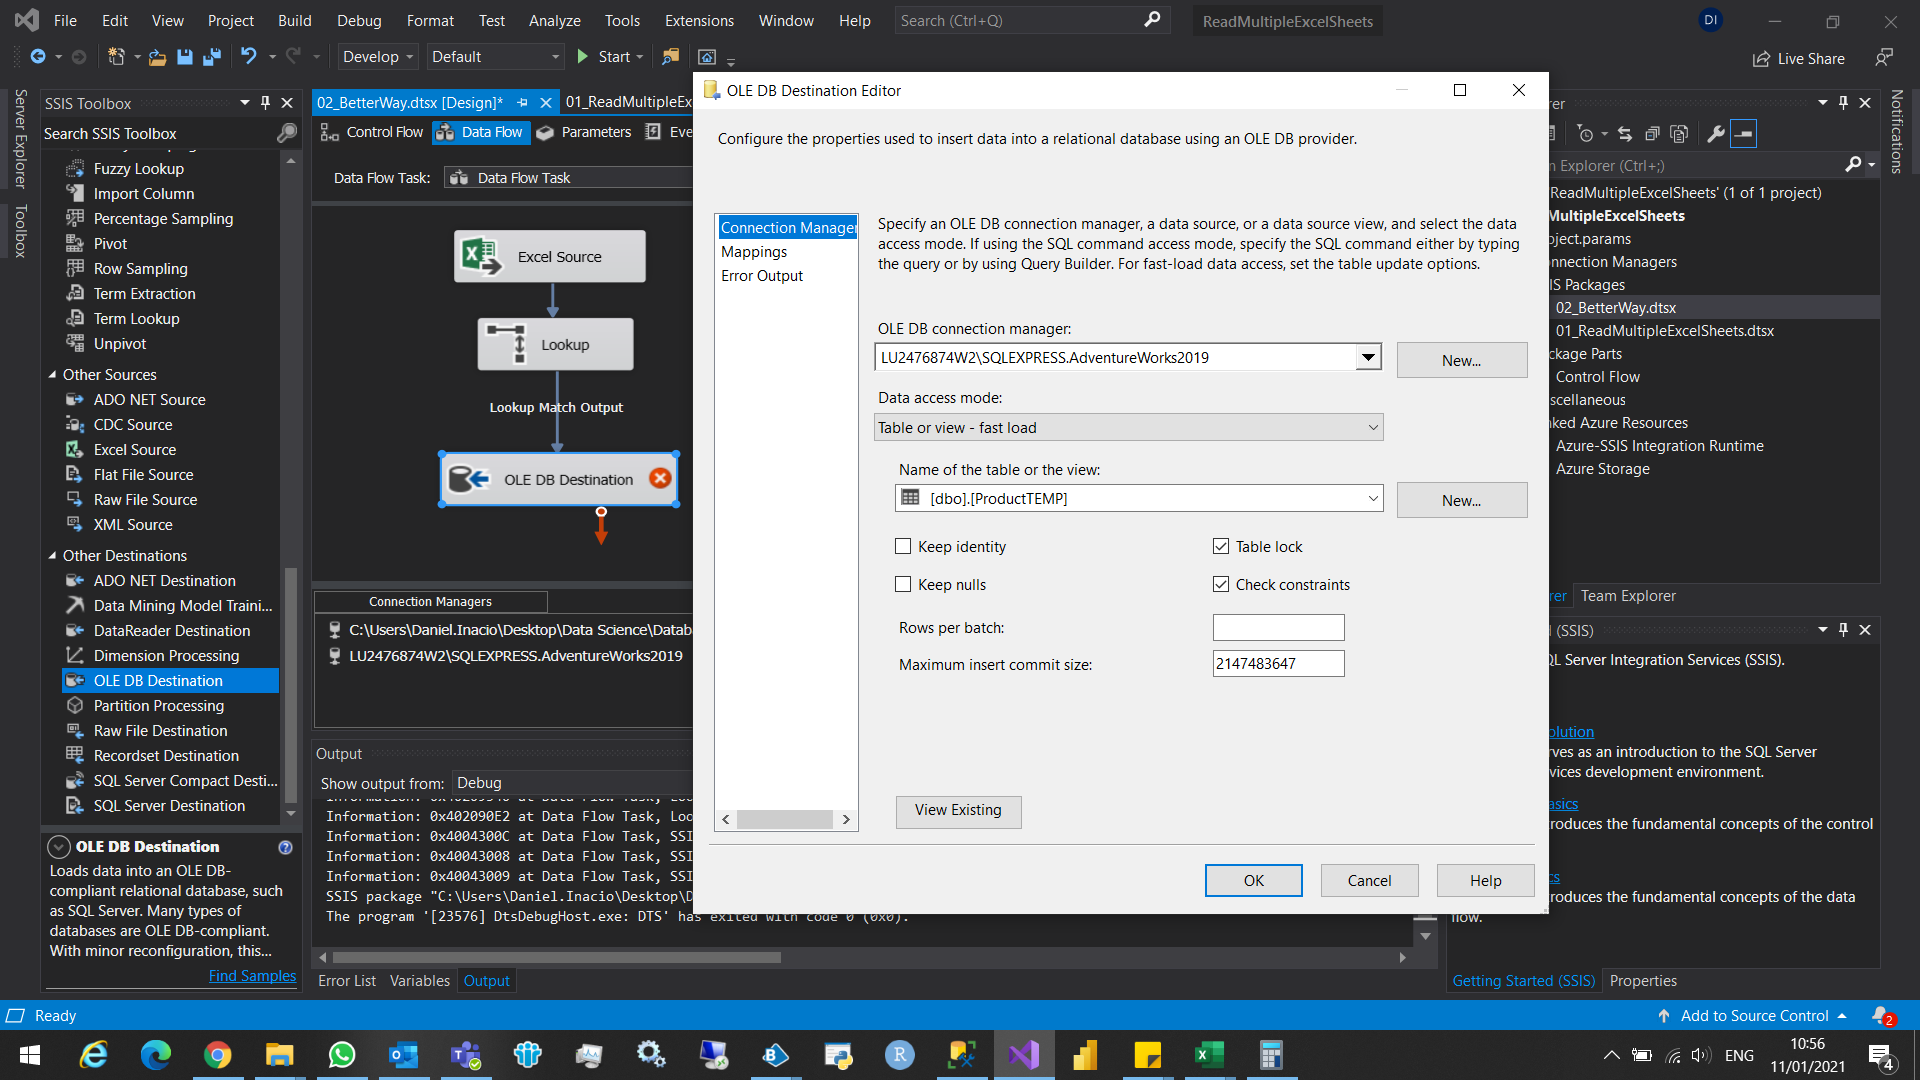 File Edit View Project Build Debug Format Test Analyze Tools Extensions Window Help Search (Ctrl+Q) ReadMultipleExcelSheets DI
Develop Default Start Live Share
Server Explorer
Toolbox
SSIS Toolbox
Search SSIS Toolbox
Fuzzy Lookup
Import Column
Percentage Sampling
Pivot
Row Sampling
Term Extraction
Term Lookup
Unpivot
Other Sources
ADO NET Source
CDC Source
Excel Source
Flat File Source
Raw File Source
XML Source
Other Destinations
ADO NET Destination
Data Mining Model Traini...
DataReader Destination
Dimension Processing
OLE DB Destination
Partition Processing
Raw File Destination
Recordset Destination
SQL Server Compact Desti...
SQL Server Destination
OLE DB Destination
Loads data into an OLE DB-
compliant relational database, such
as SQL Server. Many types of
databases are OLE DB-compliant.
With minor reconfiguration, this...
Find Samples
02_BetterWay.dtsx [Design]* 01_ReadMultipleEx
Control Flow Data Flow Parameters Eve
Data Flow Task: Data Flow Task
Excel Source
Lookup
Lookup Match Output
OLE DB Destination
Connection Managers
C:\Users\Daniel.Inacio\Desktop\Data Science\Datab
LU2476874W2\SQLEXPRESS.AdventureWorks2019
Output
Show output from: Debug
Information: 0x402090E2 at Data Flow Task, Loo
Information: 0x4004300C at Data Flow Task, SSI
Information: 0x40043008 at Data Flow Task, SSI
Information: 0x40043009 at Data Flow Task, SSI
SSIS package "C:\Users\Daniel.Inacio\Desktop\D
The program '[23576] DtsDebugHost.exe: DTS' has exited with code 0 (0x0).
Error List Variables Output
OLE DB Destination Editor
Configure the properties used to insert data into a relational database using an OLE DB provider.
Connection Manager
Mappings
Error Output
Specify an OLE DB connection manager, a data source, or a data source view, and select the data
access mode. If using the SQL command access mode, specify the SQL command either by typing
the query or by using Query Builder. For fast-load data access, set the table update options.
OLE DB connection manager:
LU2476874W2\SQLEXPRESS.AdventureWorks2019 New...
Data access mode:
Table or view - fast load
Name of the table or the view:
[dbo].[ProductTEMP] New...
Keep identity Table lock
Keep nulls Check constraints
Rows per batch:
Maximum insert commit size: 2147483647
View Existing
OK Cancel Help
rer
n Explorer (Ctrl+;)
ReadMultipleExcelSheets' (1 of 1 project)
MultipleExcelSheets
oject.params
nnection Managers
IS Packages
02_BetterWay.dtsx
01_ReadMultipleExcelSheets.dtsx
ckage Parts
Control Flow
scellaneous
ked Azure Resources
Azure-SSIS Integration Runtime
Azure Storage
rer Team Explorer
(SSIS)
QL Server Integration Services (SSIS).
olution
rves as an introduction to the SQL Server
vices development environment.
asics
troduces the fundamental concepts of the control
cs
roduces the fundamental concepts of the data
flow.
Getting Started (SSIS) Properties
Notifications
Ready Add to Source Control 2
ENG 10:56
11/01/2021 4